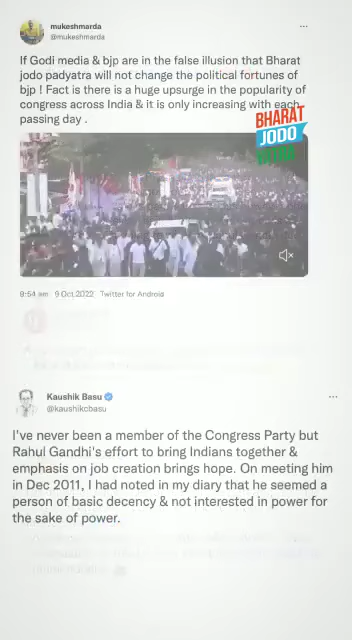 mukeshmarda
@mukeshmarda
If Godi media & bjp are in the false illusion that Bharat
jodo padyatra will not change the political fortunes of
bjp ! Fact is there is a huge upsurge in the popularity of
congress across India & it is only increasing with each
passing day .
BHARAT
JODO
YATRA
9:54 am 9 Oct 2022 Twitter for Android
Kaushik Basu
@kaushikcbasu
I've never been a member of the Congress Party but
Rahul Gandhi's effort to bring Indians together &
emphasis on job creation brings hope. On meeting him
in Dec 2011, I had noted in my diary that he seemed a
person of basic decency & not interested in power for
the sake of power.